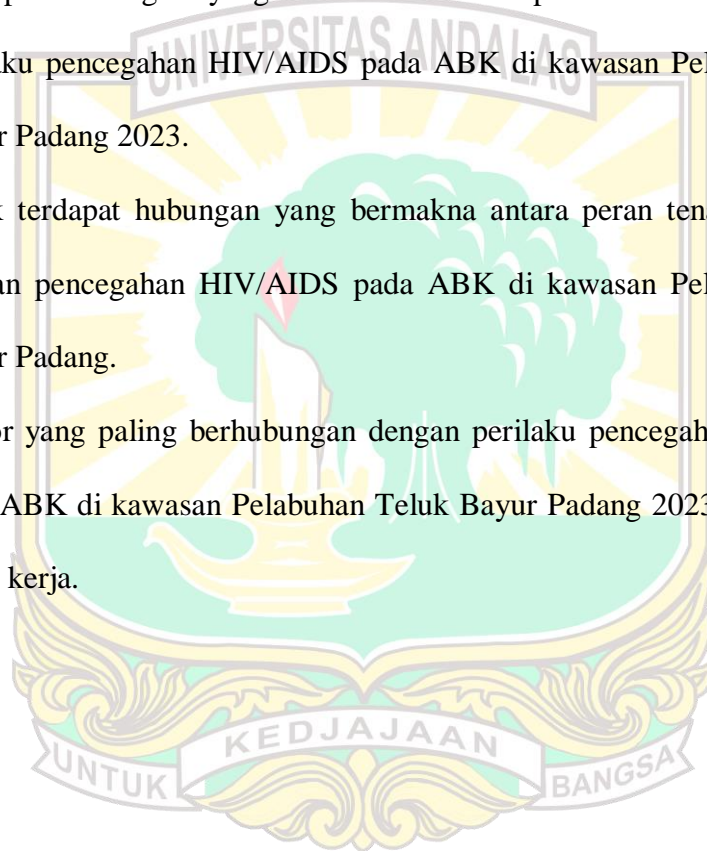 UNIVERSITAS ANDALAS
aku pencegahan HIV/AIDS pada ABK di kawasan Pel
r Padang 2023.
k terdapat hubungan yang bermakna antara peran ten
an pencegahan HIV/AIDS pada ABK di kawasan Pel
r Padang.
or yang paling berhubungan dengan perilaku pencegah
ABK di kawasan Pelabuhan Teluk Bayur Padang 2023
kerja.
UNTUK KEDJAJAAN BANGSA